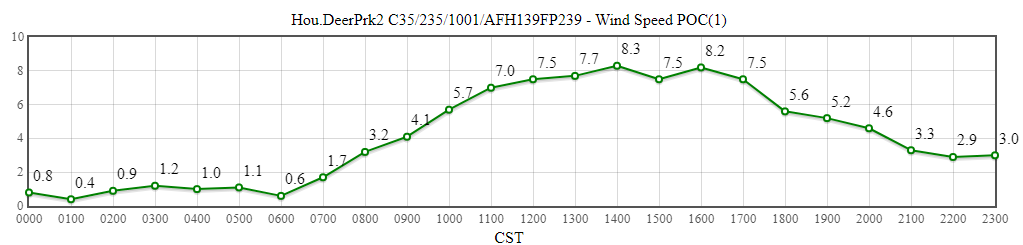 Hou.DeerPrk2 C35/235/1001/AFH139FP239 - Wind Speed POC(1)
10
8
6
4
2
0
0.8 0.4 0.9 1.2 1.0 1.1 0.6 1.7 3.2 4.1 5.7 7.0 7.5 7.7 8.3 7.5 8.2 7.5 5.6 5.2 4.6 3.3 2.9 3.0
0000 0100 0200 0300 0400 0500 0600 0700 0800 0900 1000 1100 1200 1300 1400 1500 1600 1700 1800 1900 2000 2100 2200 2300
CST